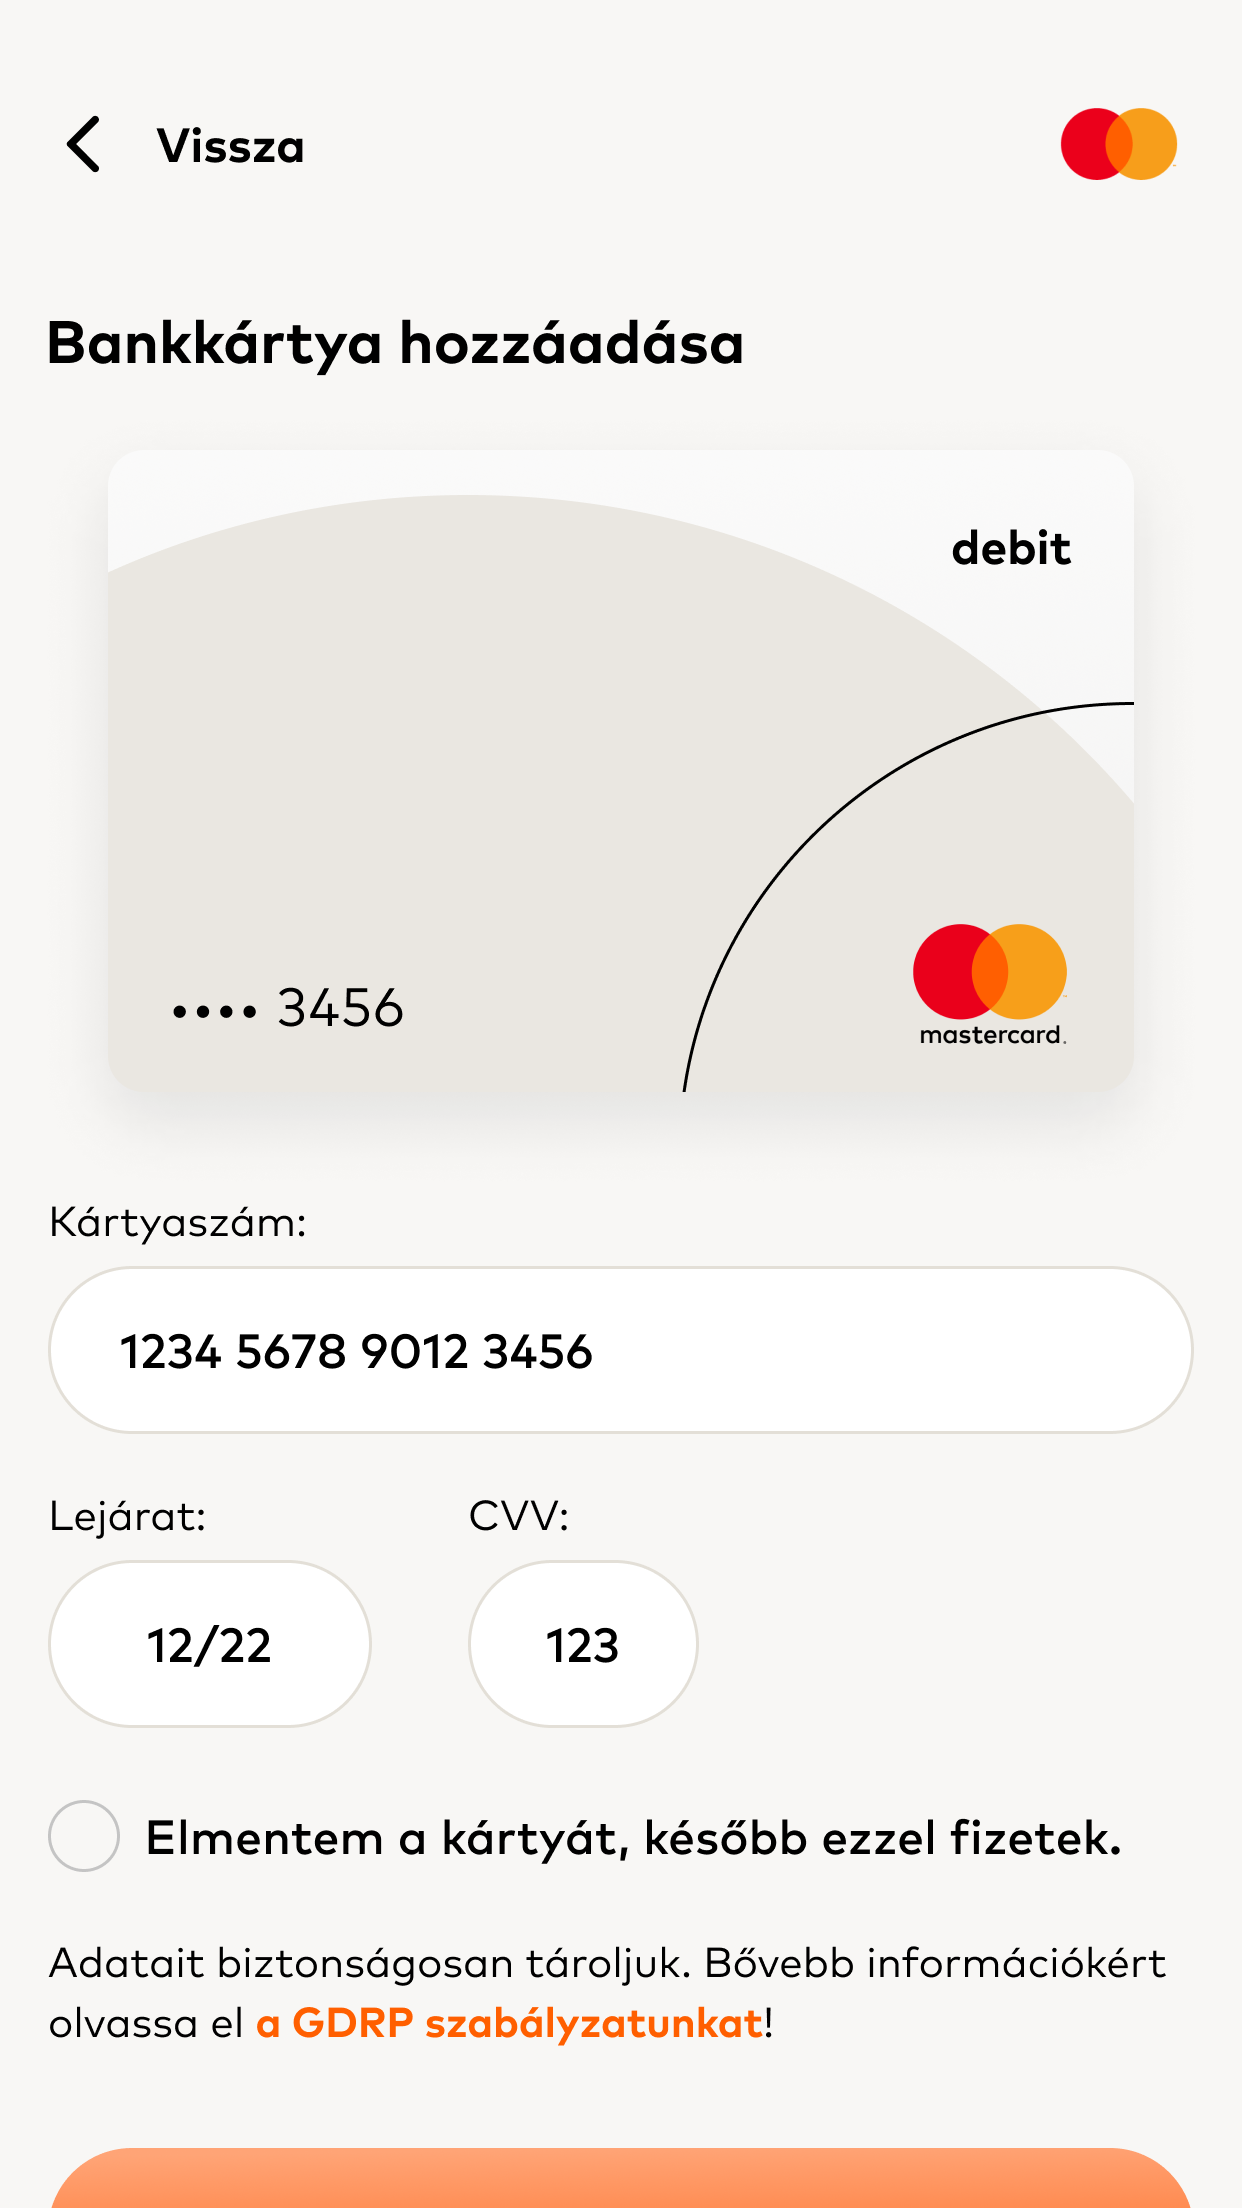 Vissza
Bankkártya hozzáadása
debit
•••• 3456
mastercard.
Kártyaszám:
1234 5678 9012 3456
Lejárat: CVV:
12/22 123
Elmentem a kártyát, később ezzel fizetek.
Adatait biztonságosan tároljuk. Bővebb információkért
olvassa el a GDRP szabályzatunkat!